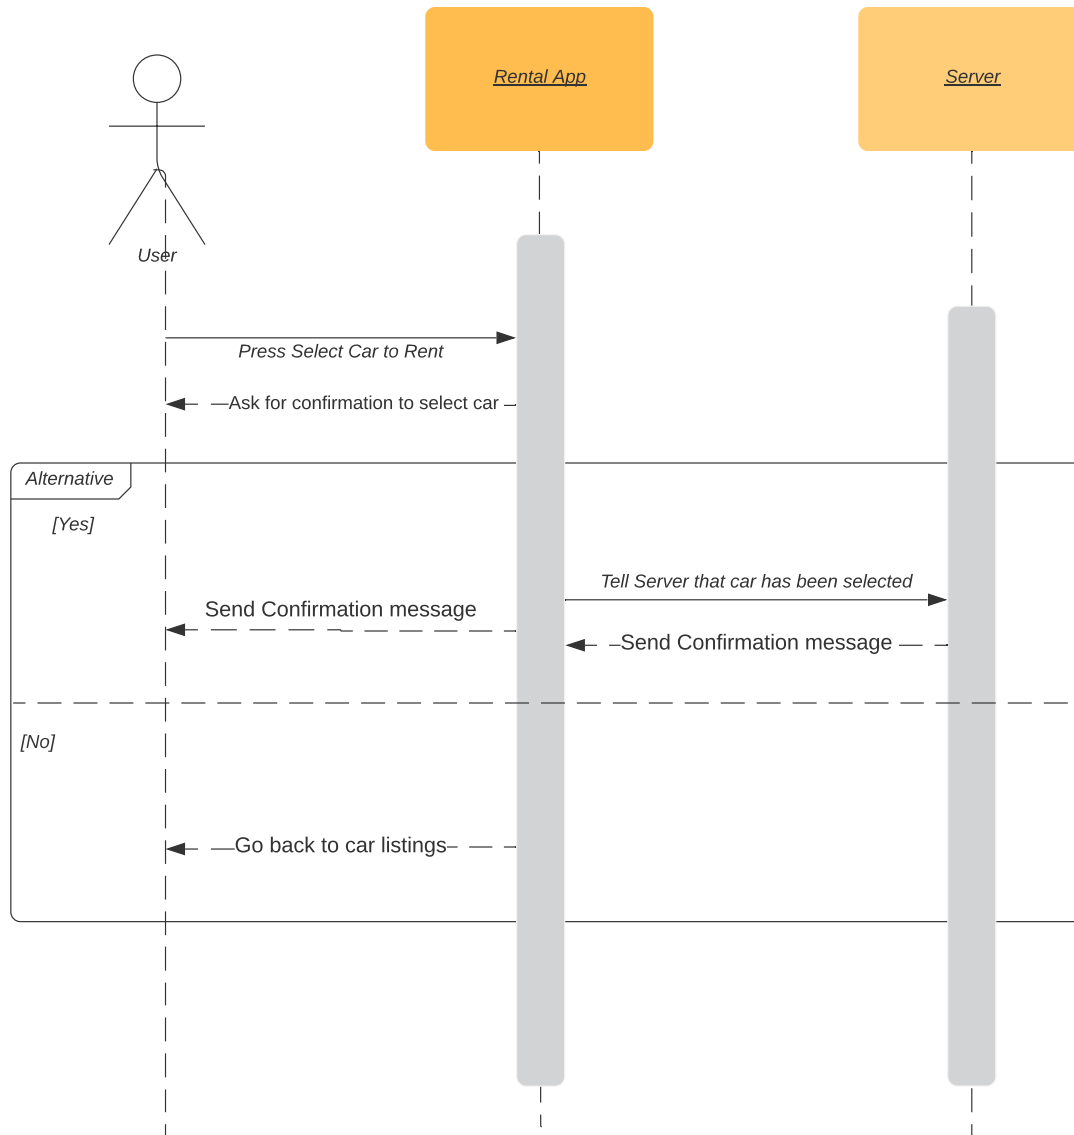 Rental App
Server
User
Press Select Car to Rent
Ask for confirmation to select car
Alternative
[Yes]
Tell Server that car has been selected
Send Confirmation message
Send Confirmation message
[No]
Go back to car listings